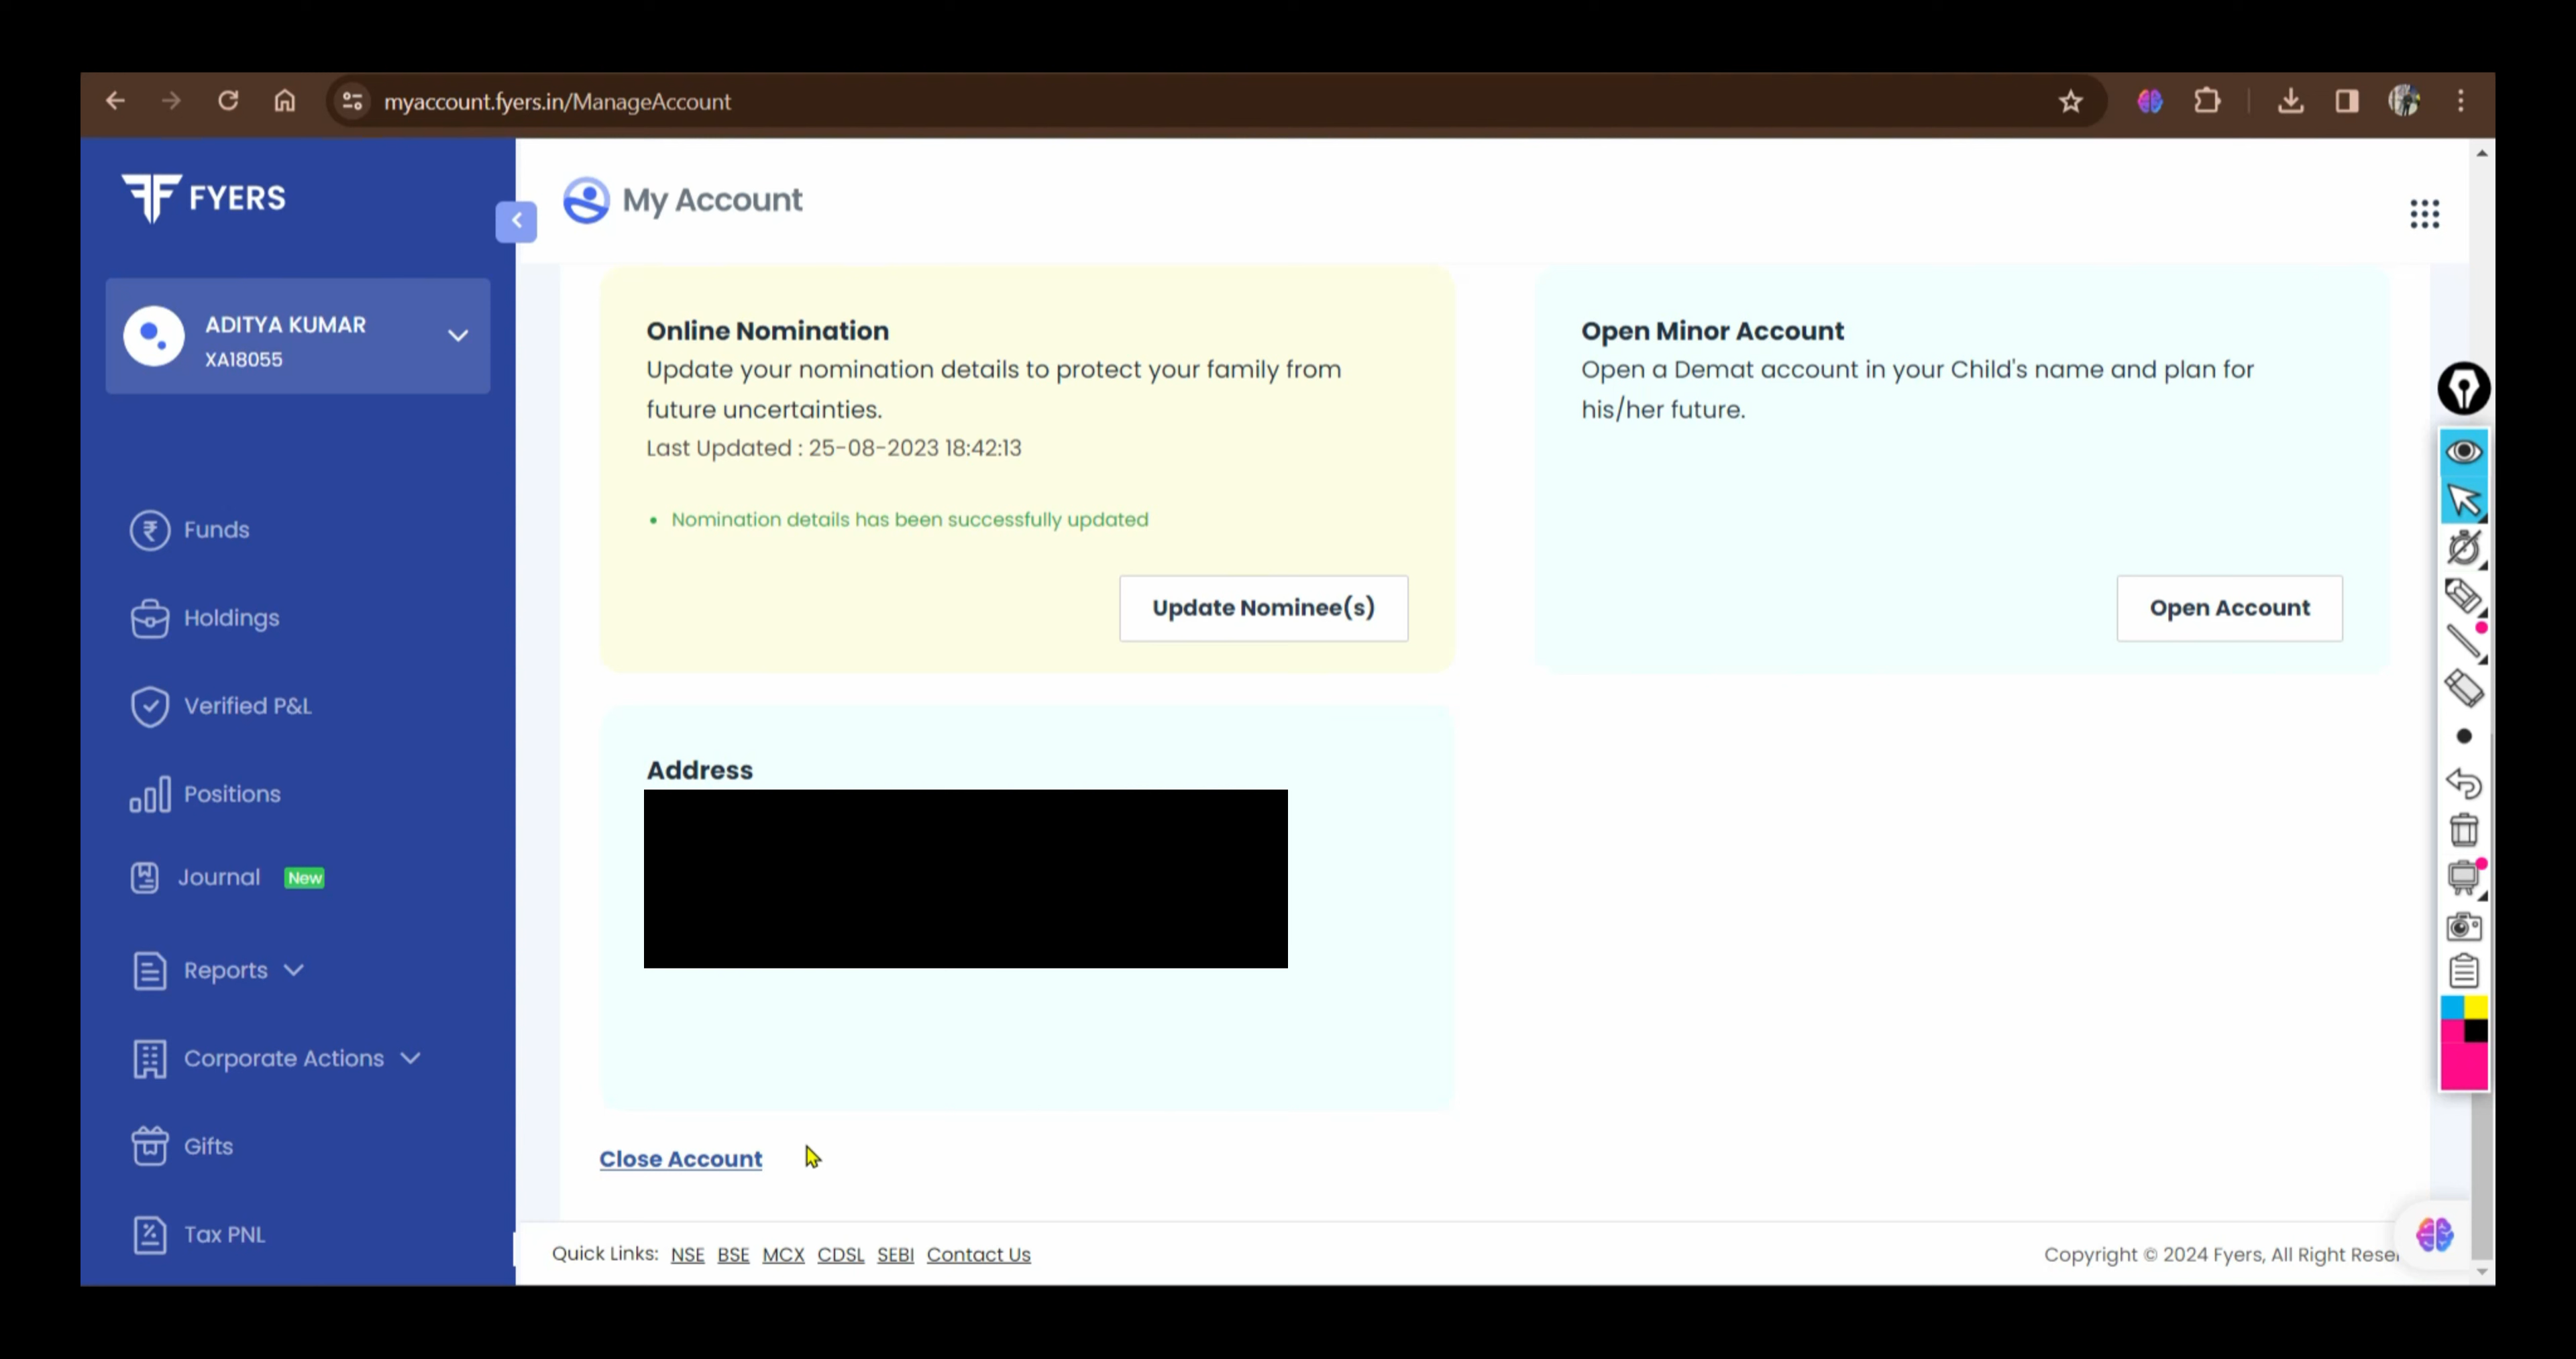 myaccount.fyers.in/ManageAccount
FYERS
My Account
ADITYA KUMAR
XA18055
Funds
Holdings
Verified P&L
Positions
Journal New
Reports
Corporate Actions
Gifts
Tax PNL
Online Nomination
Update your nomination details to protect your family from
future uncertainties.
Last Updated : 25-08-2023 18:42:13
• Nomination details has been successfully updated
Update Nominee(s)
Open Minor Account
Open a Demat account in your Child's name and plan for
his/her future.
Open Account
Address
Close Account
Quick Links: NSE BSE MCX CDSL SEBI Contact Us
Copyright © 2024 Fyers, All Right Reser